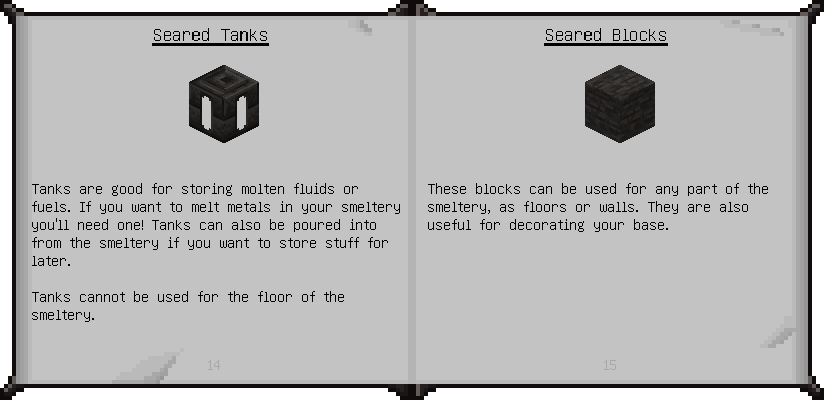 Seared Tanks
Tanks are good for storing molten fluids or
fuels. If you want to melt metals in your smeltery
you'll need one! Tanks can also be poured into
from the smeltery if you want to store stuff for
later.
Tanks cannot be used for the floor of the
smeltery.
14
Seared Blocks
These blocks can be used for any part of the
smeltery, as floors or walls. They are also
useful for decorating your base.
15